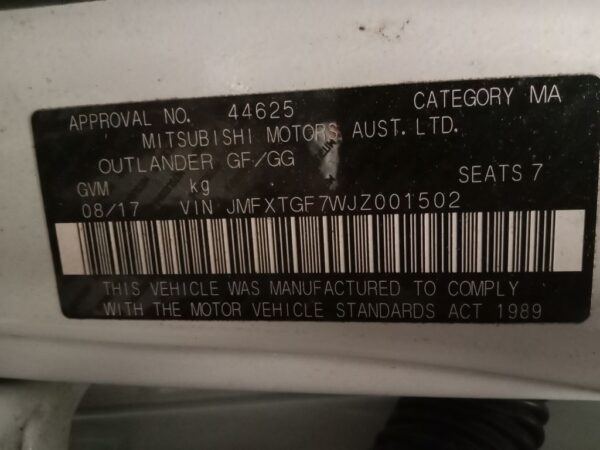 APPROVAL NO. 44625 CATEGORY MA
MITSUBISHI MOTORS AUST. LTD.
OUTLANDER GF/GG SEATS 7
GVM kg
08/17 VIN JMFXTGF7WJZ001502
THIS VEHICLE WAS MANUFACTURED TO COMPLY
WITH THE MOTOR VEHICLE STANDARDS ACT 1989